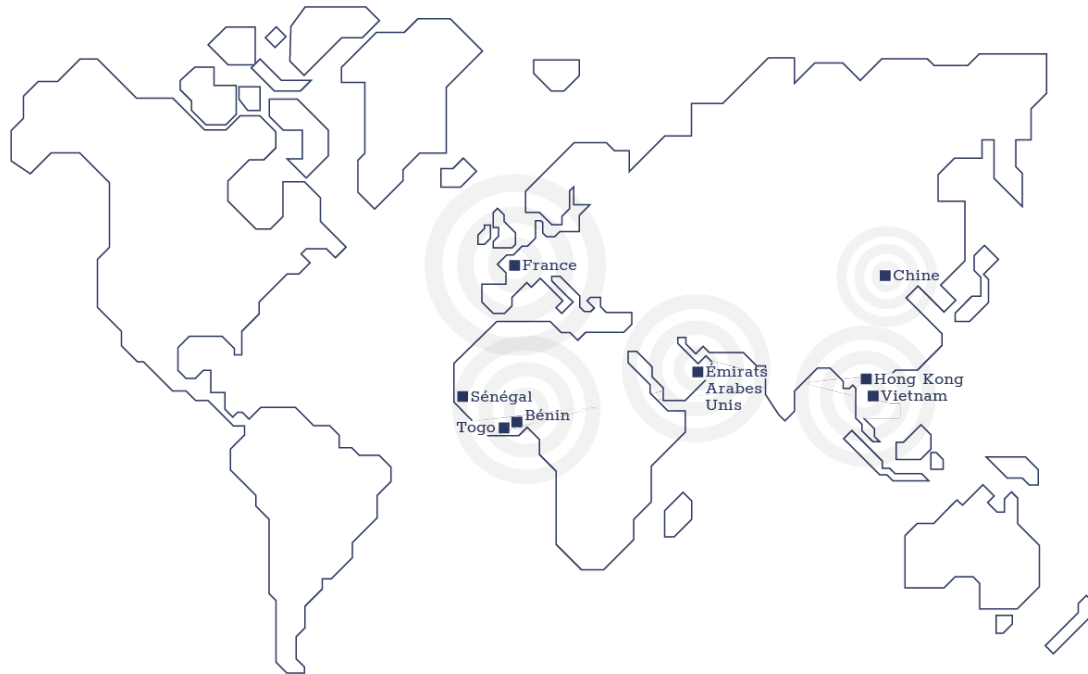 France
Chine
Émirats
Arabes
Unis
Hong Kong
Vietnam
Sénégal
Bénin
Togo